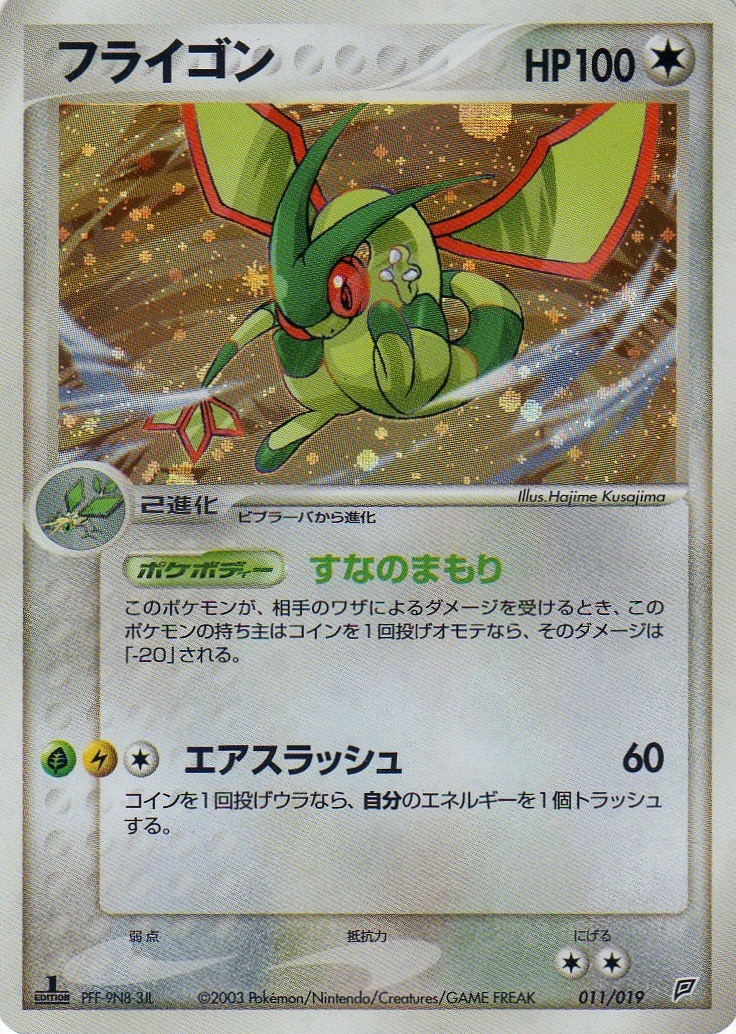 フライゴン
HP100
Illus.Hajime Kusajima
2進化
ビブラーバから進化
ポケボディー すなのまもり
このポケモンが、相手のワザによるダメージを受けるとき、この
ポケモンの持ち主はコインを1回投げオモテなら、そのダメージは
「-20」される。
エアスラッシュ 60
コインを1回投げウラなら、自分のエネルギーを1個トラッシュ
する。
弱点 抵抗力 にげる
1 EDITION PFF-9N8-3JL ©2003 Pokémon/Nintendo/Creatures/GAME FREAK 011/019 P